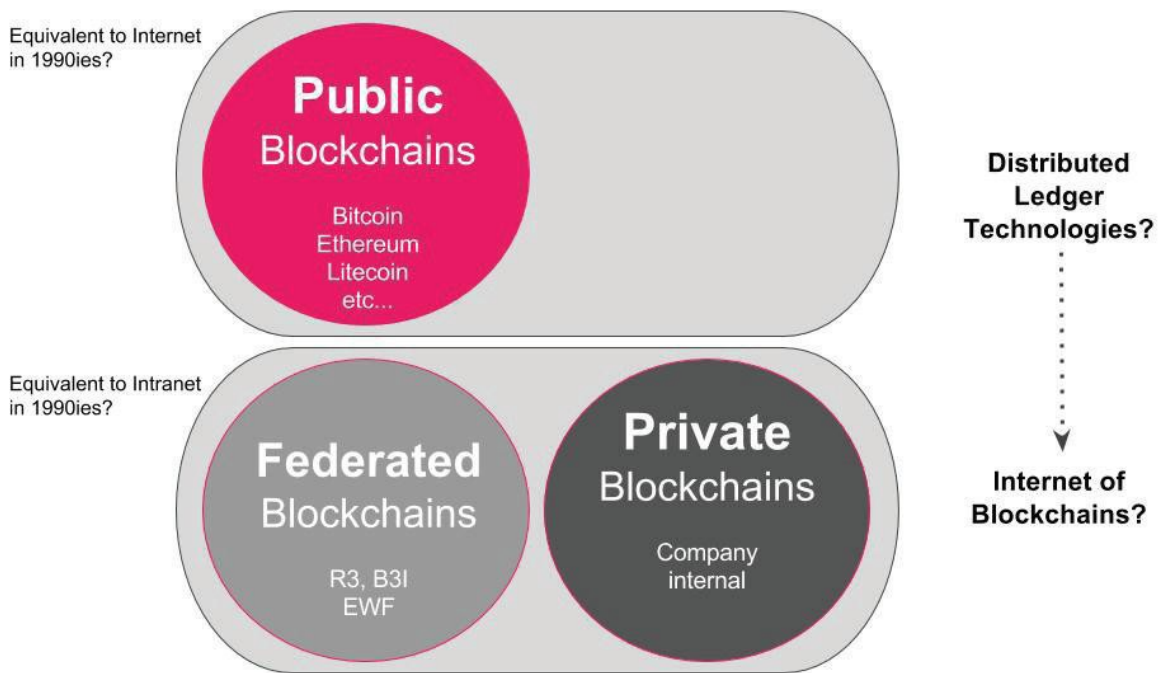 Equivalent to Internet
in 1990ies?
Public
Blockchains
Bitcoin
Ethereum
Litecoin
etc...
Distributed
Ledger
Technologies?
Equivalent to Intranet
in 1990ies?
Federated
Blockchains
R3, B3I
EWF
Private
Blockchains
Company
internal
Internet of
Blockchains?